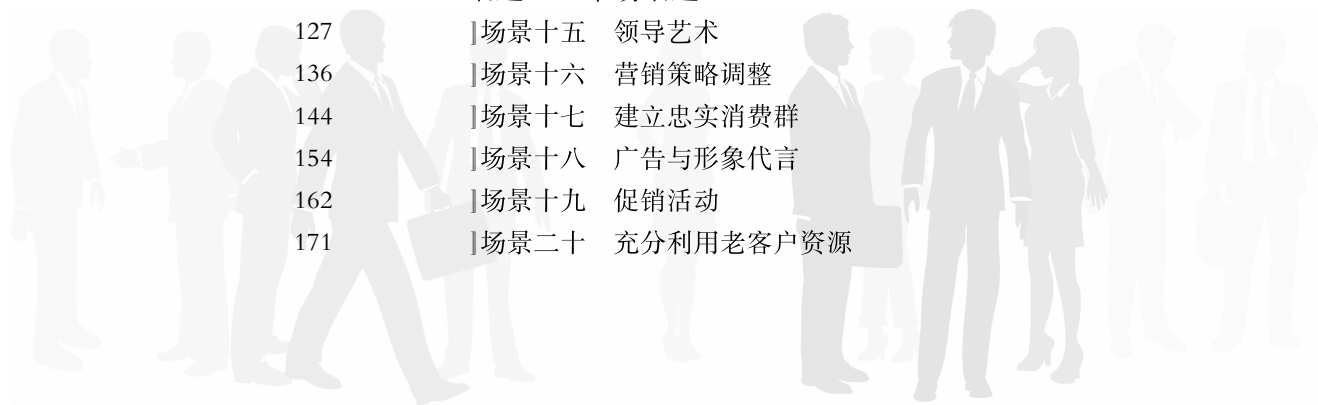 127 场景十五 领导艺术
136 场景十六 营销策略调整
144 场景十七 建立忠实消费群
154 场景十八 广告与形象代言
162 场景十九 促销活动
171 场景二十 充分利用老客户资源